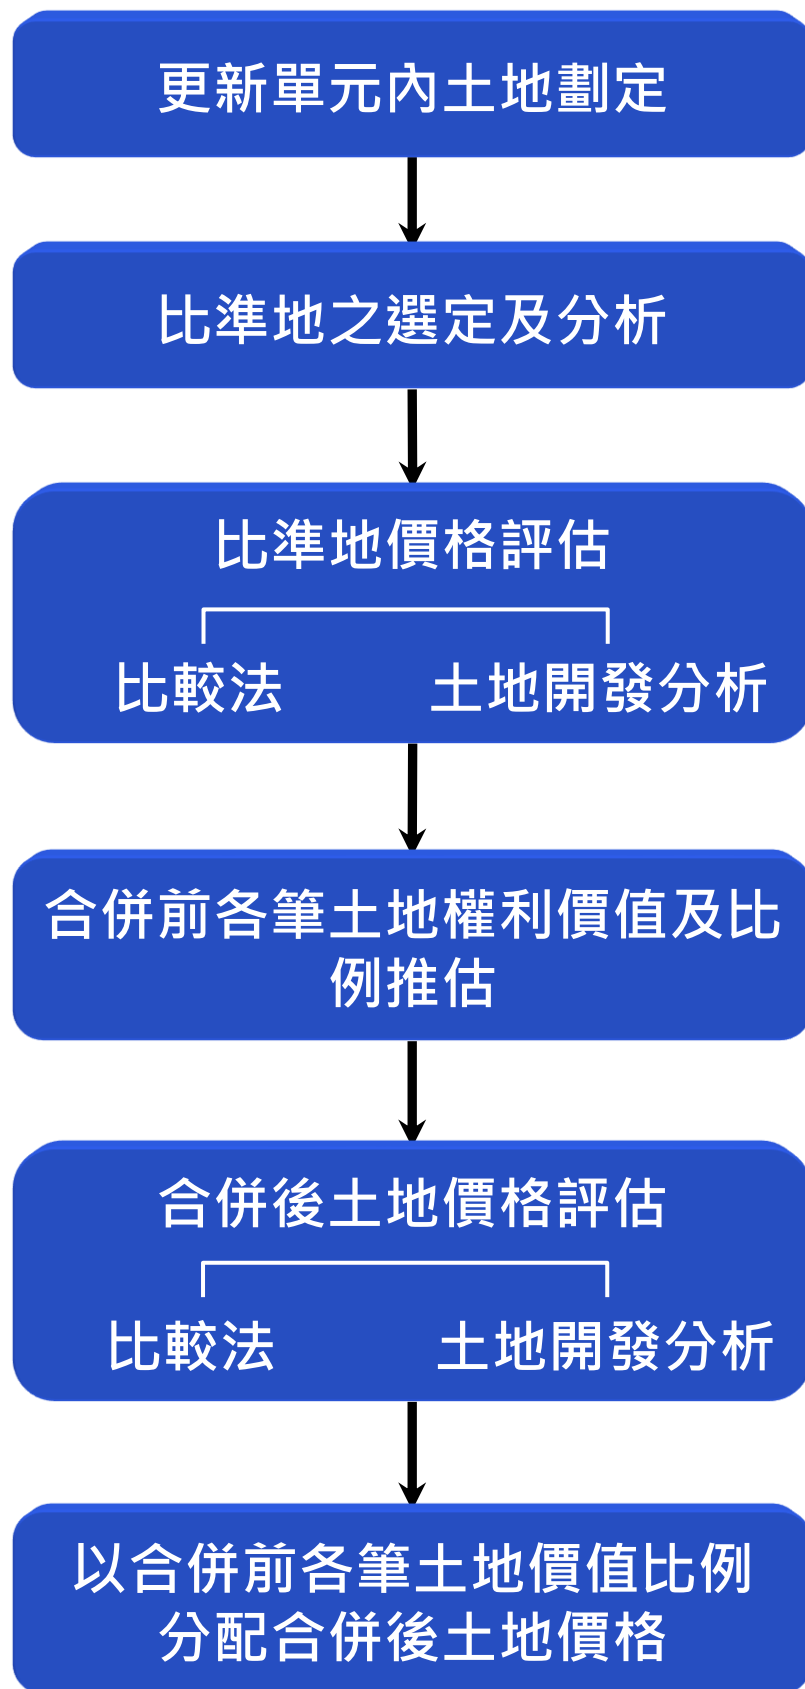 更新單元內土地劃定
比準地之選定及分析
比準地價格評估
比較法
土地開發分析
合併前各筆土地權利價值及比
例推估
合併後土地價格評估
比較法
土地開發分析
以合併前各筆土地價值比例
分配合併後土地價格